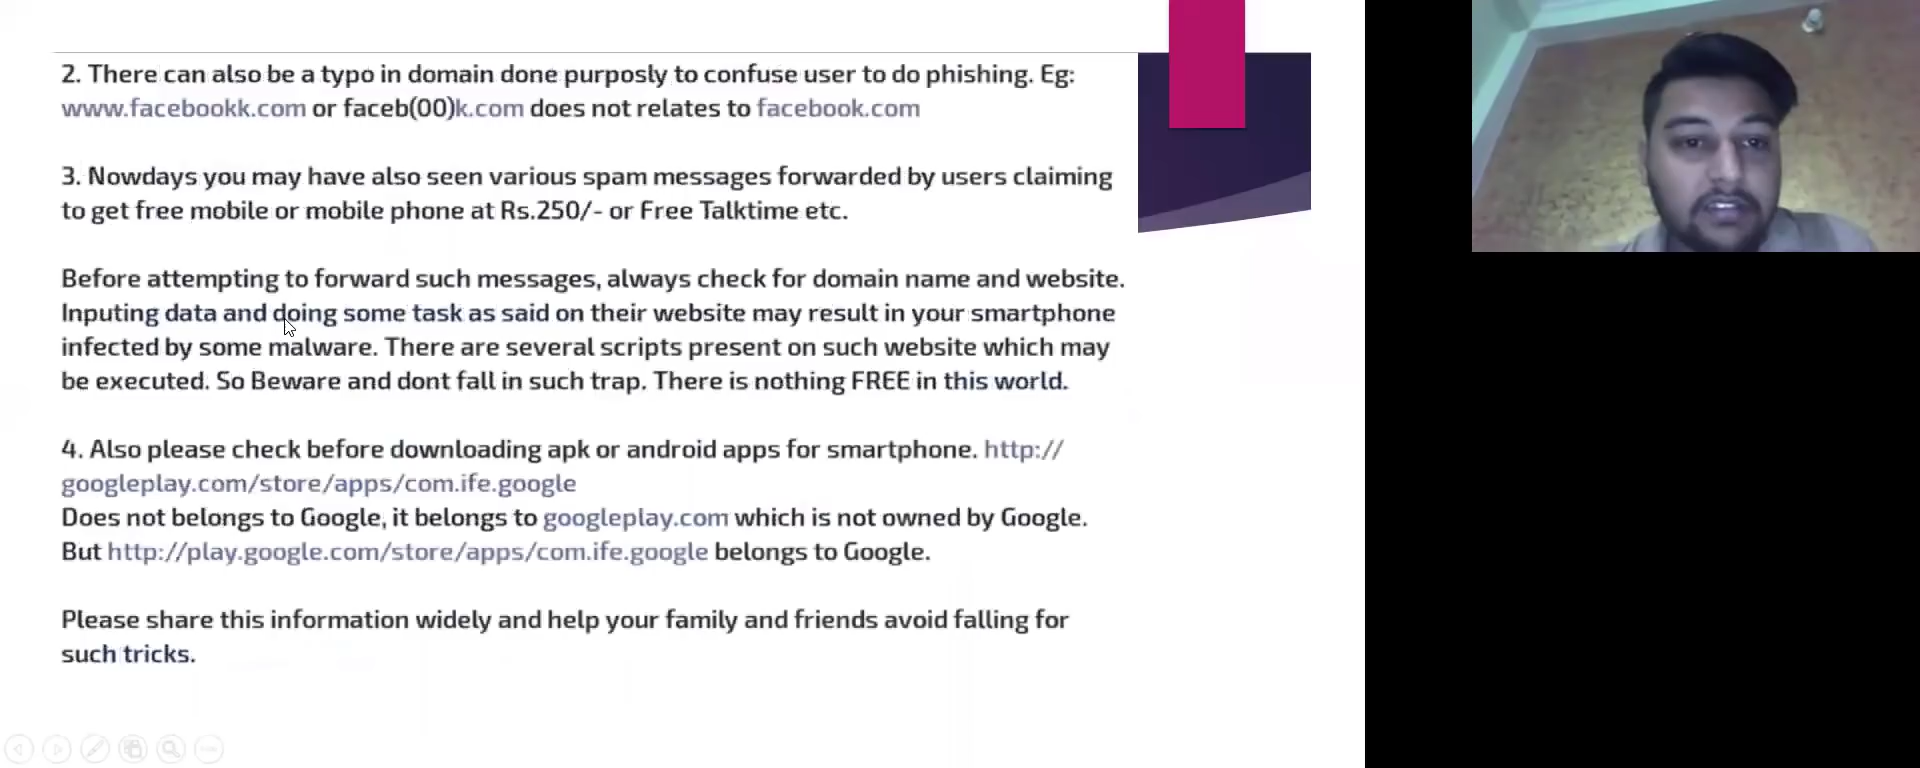 2. There can also be a typo in domain done purposly to confuse user to do phishing. Eg:
www.facebookk.com or faceb(00)k.com does not relates to facebook.com
3. Nowdays you may have also seen various spam messages forwarded by users claiming
to get free mobile or mobile phone at Rs.250/- or Free Talktime etc.
Before attempting to forward such messages, always check for domain name and website.
Inputing data and doing some task as said on their website may result in your smartphone
infected by some malware. There are several scripts present on such website which may
be executed. So Beware and dont fall in such trap. There is nothing FREE in this world.
4. Also please check before downloading apk or android apps for smartphone. http://
googleplay.com/store/apps/com.ife.google
Does not belongs to Google, it belongs to googleplay.com which is not owned by Google.
But http://play.google.com/store/apps/com.ife.google belongs to Google.
Please share this information widely and help your family and friends avoid falling for
such tricks.